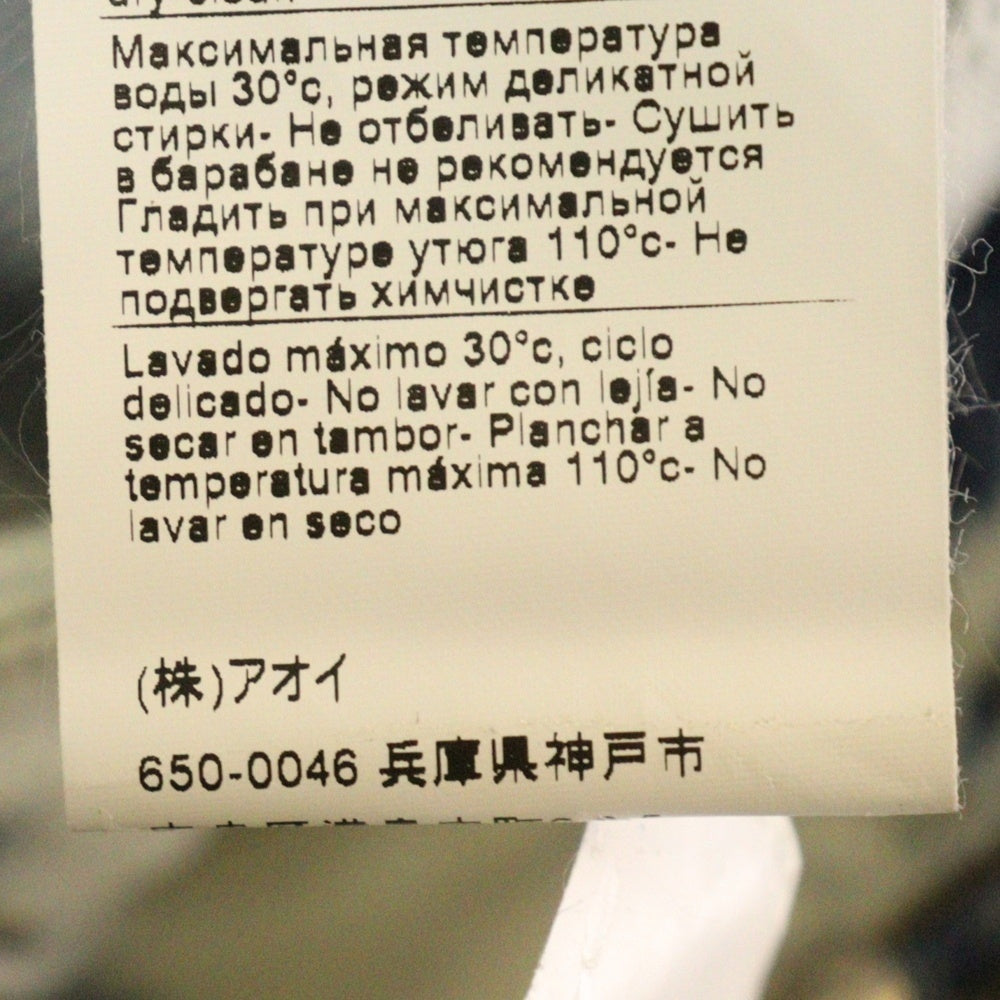 dry clean
Максимальная температура
воды 30°c, режим деликатной
стирки- Не отбеливать- Сушить
в барабане не рекомендуется
Гладить при максимальной
температуре утюга 110°c- Не
подвергать химчистке
Lavado máximo 30°c, ciclo
delicado- No lavar con lejía- No
secar en tambor- Planchar a
temperatura máxima 110°c- No
lavar en seco
(株)アオイ
650-0046 兵庫県神戸市